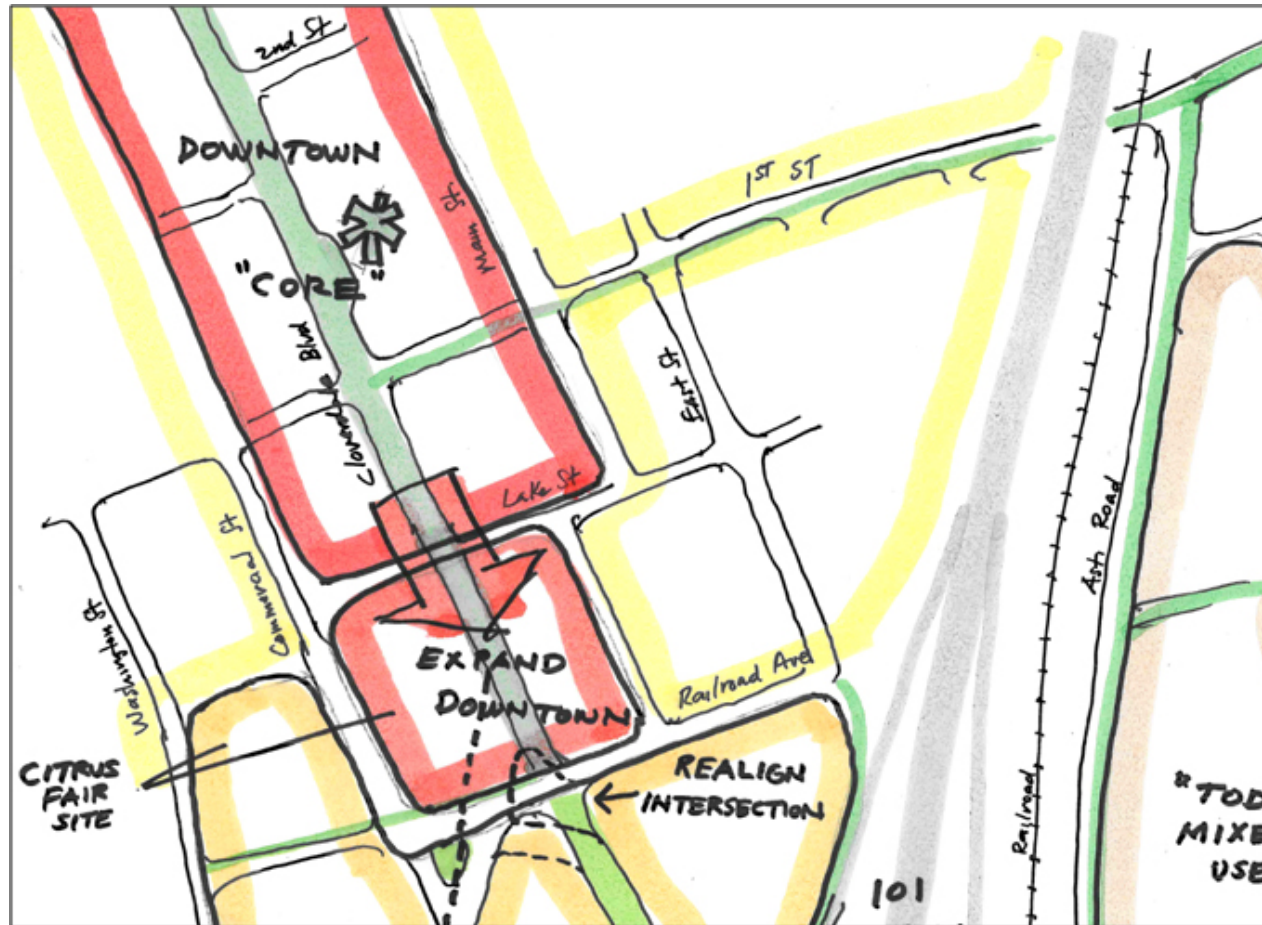 2nd St
DOWNTOWN
"CORE"
Main St
1ST ST
Cloverdale Blvd
East St
Lake St
Commercial St
Washington St
Asti Road
EXPAND
DOWNTOWN
Railroad Ave
CITRUS
FAIR
SITE
REALIGN
INTERSECTION
"TOD
MIXE
USE
Railroad
101